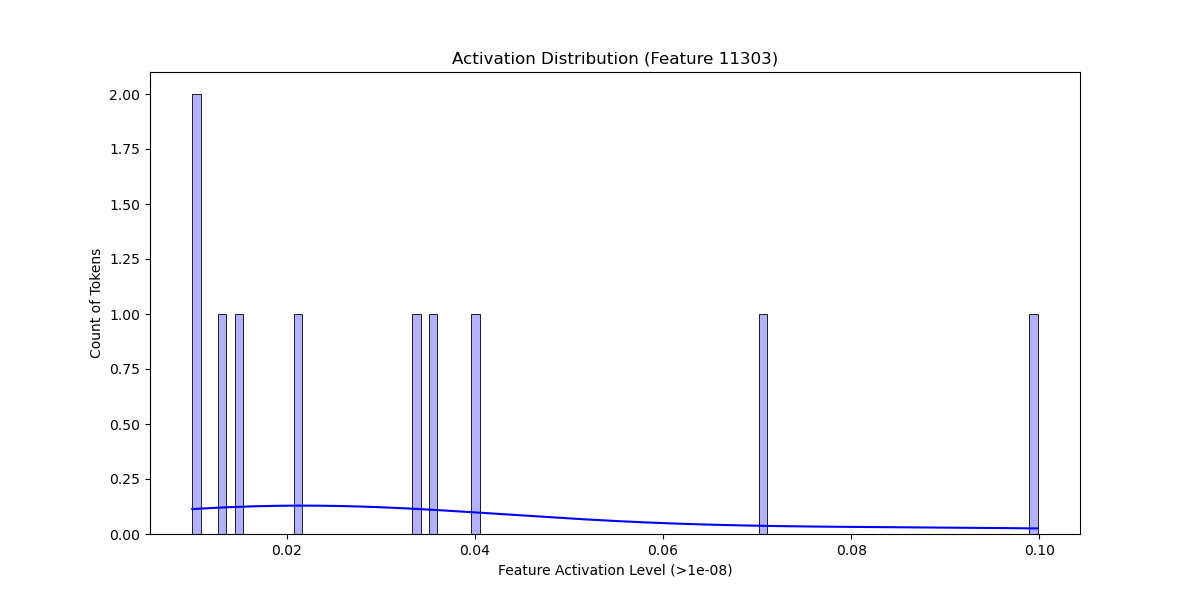 Activation Distribution (Feature 11303)
Count of Tokens
2.00
1.75
1.50
1.25
1.00
0.75
0.50
0.25
0.00
0.02 0.04 0.06 0.08 0.10
Feature Activation Level (>1e-08)